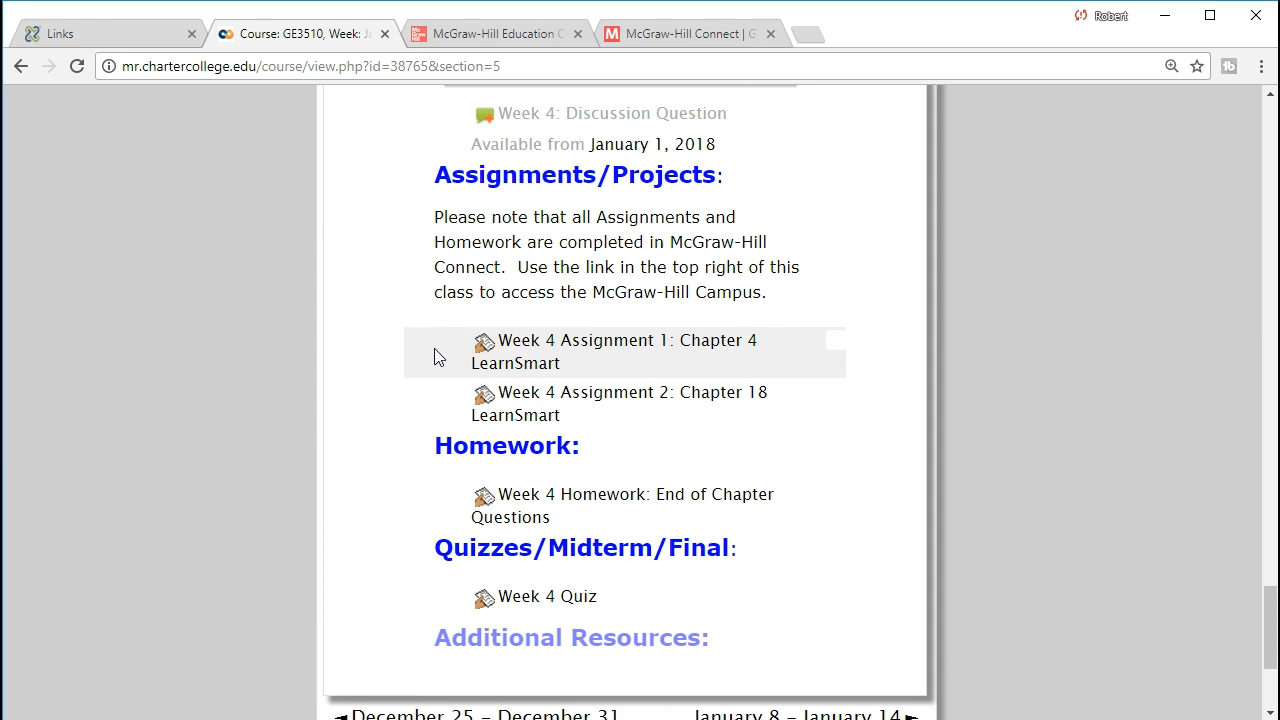 Links
Course: GE3510, Week: Ja
McGraw-Hill Education C
McGraw-Hill Connect | G
Robert
mr.chartercollege.edu/course/view.php?id=38765&section=5
Week 4: Discussion Question
Available from January 1, 2018
Assignments/Projects:
Please note that all Assignments and
Homework are completed in McGraw-Hill
Connect.  Use the link in the top right of this
class to access the McGraw-Hill Campus.
Week 4 Assignment 1: Chapter 4
LearnSmart
Week 4 Assignment 2: Chapter 18
LearnSmart
Homework:
Week 4 Homework: End of Chapter
Questions
Quizzes/Midterm/Final:
Week 4 Quiz
Additional Resources:
◄December 25 - December 31
January 8 - January 14►